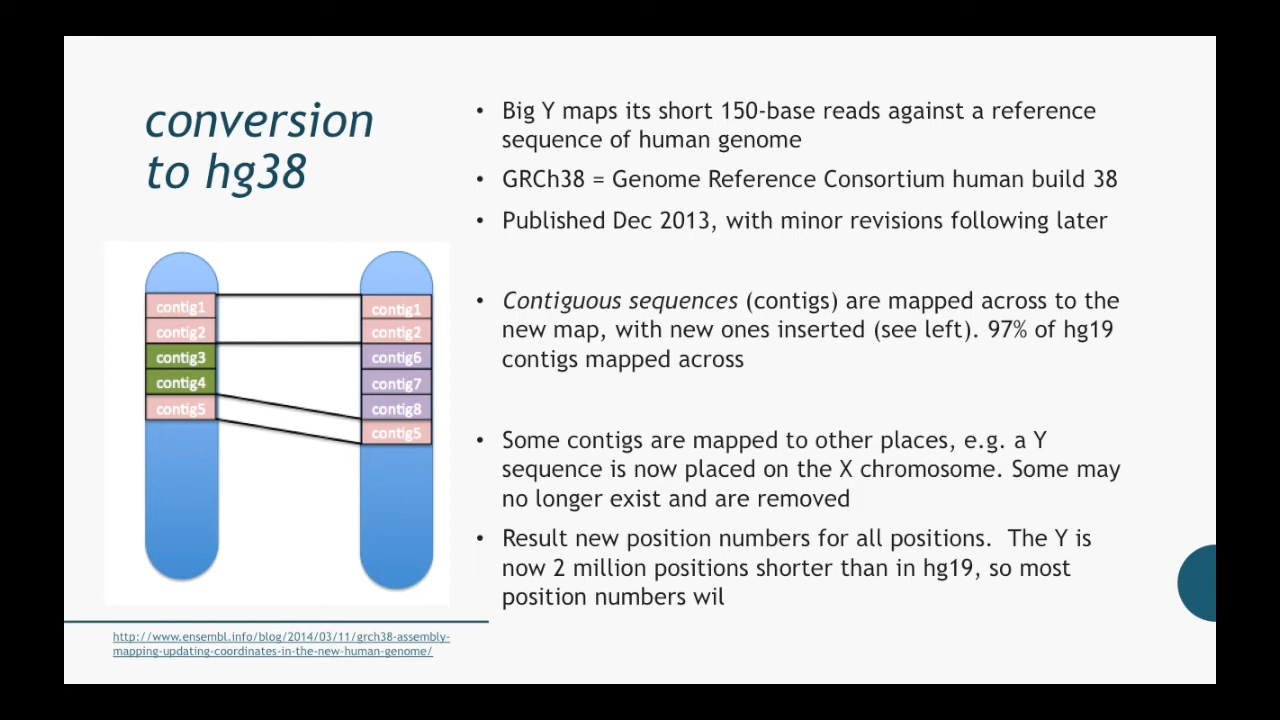 conversion
to hg38
• Big Y maps its short 150-base reads against a reference
sequence of human genome
• GRCh38 = Genome Reference Consortium human build 38
• Published Dec 2013, with minor revisions following later
• Contiguous sequences (contigs) are mapped across to the
new map, with new ones inserted (see left). 97% of hg19
contigs mapped across
• Some contigs are mapped to other places, e.g. a Y
sequence is now placed on the X chromosome. Some may
no longer exist and are removed
• Result new position numbers for all positions.  The Y is
now 2 million positions shorter than in hg19, so most
position numbers wil
contig1
contig2
contig3
contig4
contig5
contig1
contig2
contig6
contig7
contig8
contig5
http://www.ensembl.info/blog/2014/03/11/grch38-assembly-
mapping-updating-coordinates-in-the-new-human-genome/